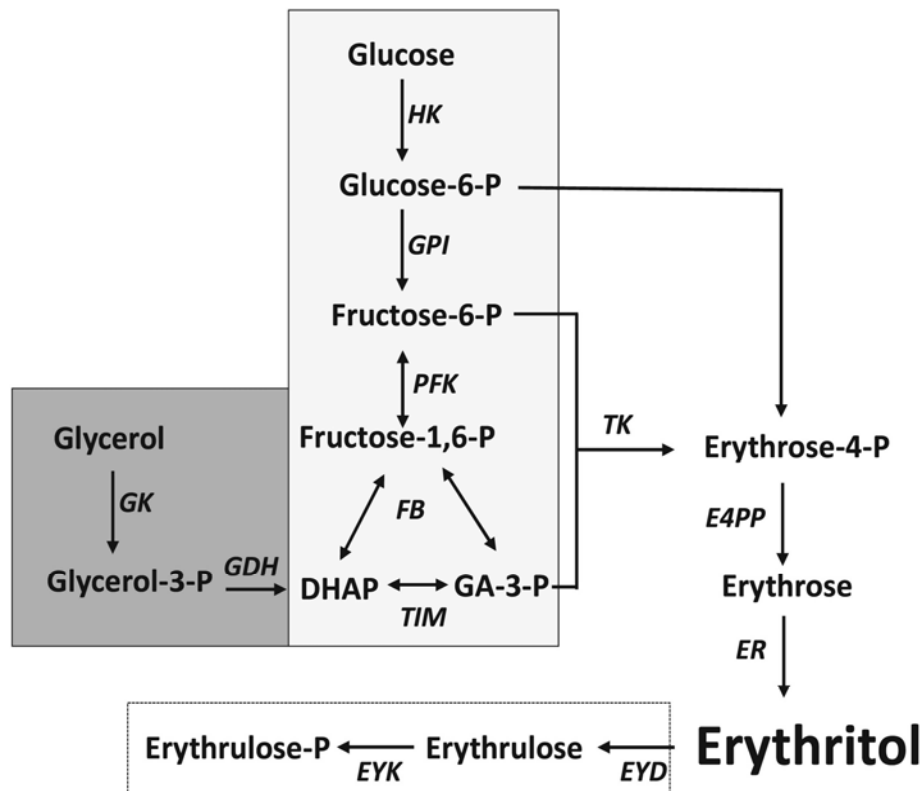 Glucose
HK
Glucose-6-P
GPI
Fructose-6-P
PFK
Glycerol
Fructose-1,6-P
TK
Erythrose-4-P
GK
FB
E4PP
Glycerol-3-P
GDH
DHAP
GA-3-P
Erythrose
TIM
ER
Erythrulose-P
Erythrulose
Erythritol
EYK
EYD